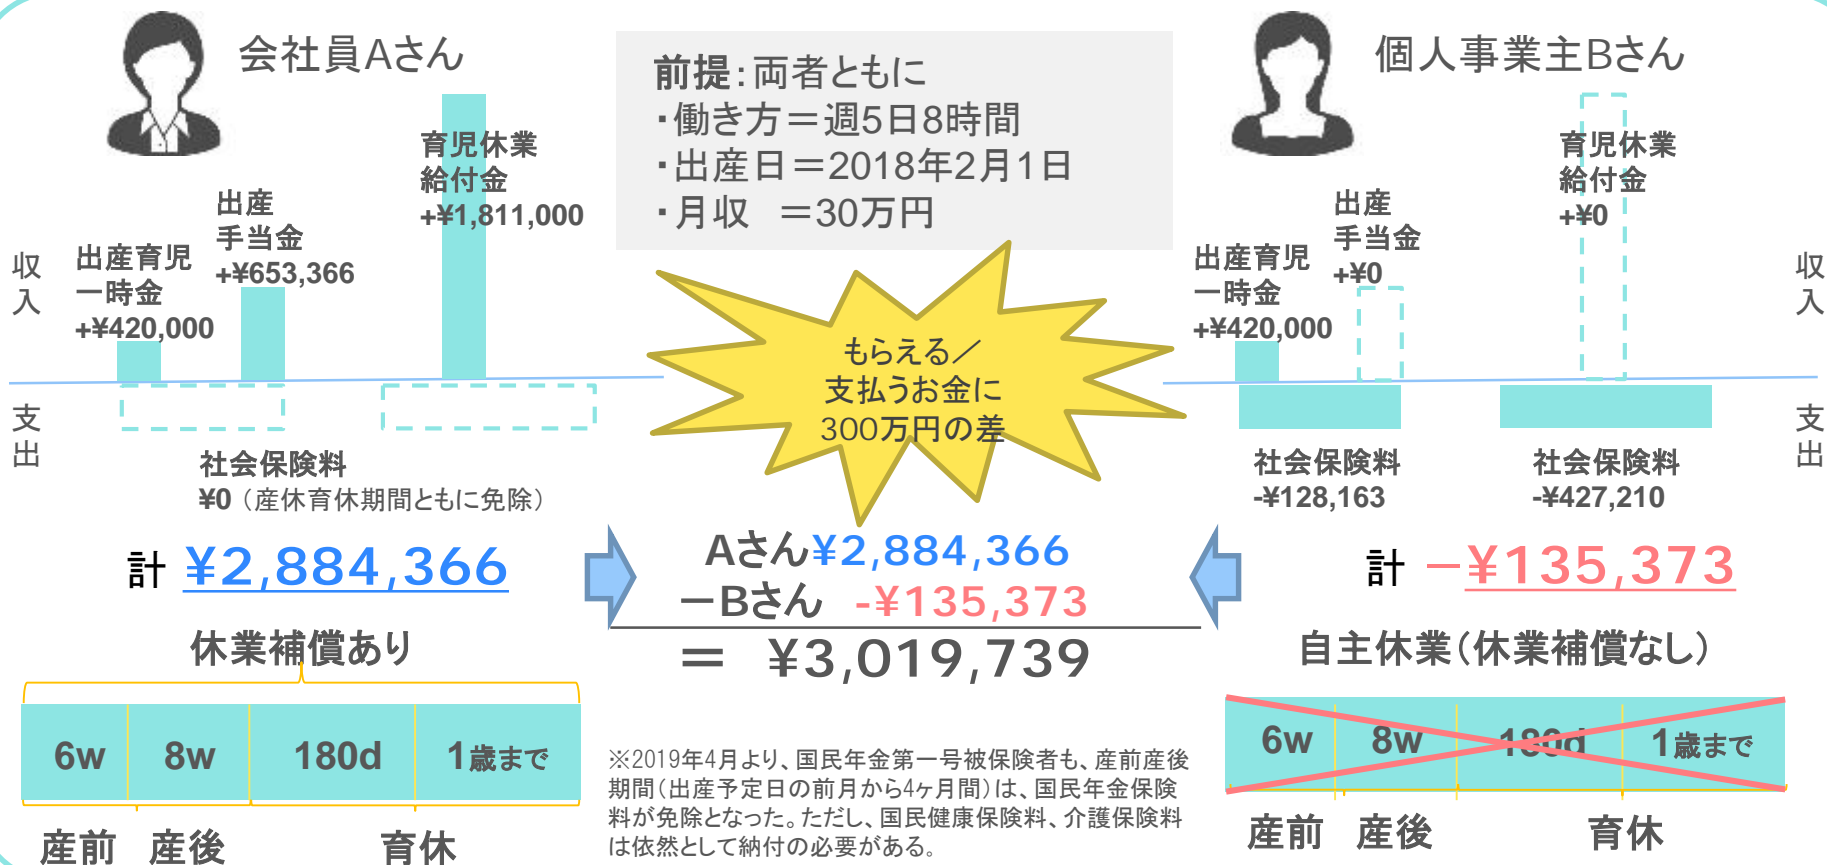 会社員Aさん
育児休業
給付金
+¥1,811,000
出産
手当金
+¥653,366
出産育児
一時金
+¥420,000
収入
支出
社会保険料
¥0（産休育休期間ともに免除）
計 ¥2,884,366
休業補償あり
6w 8w 180d 1歳まで
産前 産後 育休
前提：両者ともに
・働き方＝週5日8時間
・出産日＝2018年2月1日
・月収　＝30万円
もらえる／
支払うお金に
300万円の差
Aさん¥2,884,366
－Bさん -¥135,373
＝ ¥3,019,739
※2019年4月より、国民年金第一号被保険者も、産前産後
期間（出産予定日の前月から4ヶ月間）は、国民年金保険
料が免除となった。ただし、国民健康保険料、介護保険料
は依然として納付の必要がある。
個人事業主Bさん
育児休業
給付金
+¥0
出産
手当金
+¥0
出産育児
一時金
+¥420,000
収入
支出
社会保険料
-¥128,163
社会保険料
-¥427,210
計 －¥135,373
自主休業（休業補償なし）
6w 8w 180d 1歳まで
産前 産後 育休